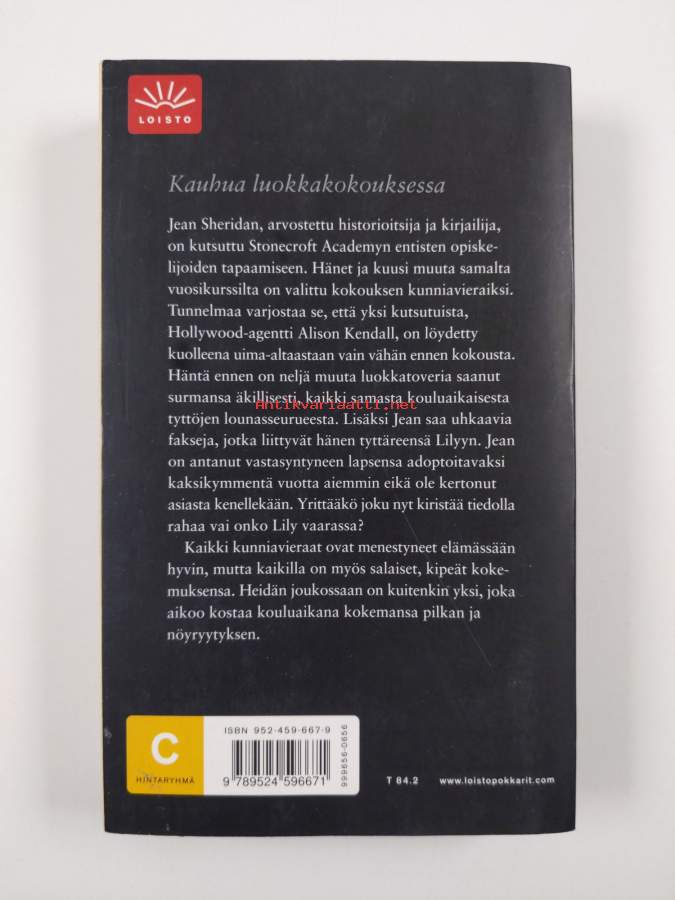 LOISTO
Kauhua luokkakokouksessa
Jean Sheridan, arvostettu historioitsija ja kirjailija,
on kutsuttu Stonecroft Academyn entisten opiske-
lijoiden tapaamiseen. Hänet ja kuusi muuta samalta
vuosikurssilta on valittu kokouksen kunniavieraiksi.
Tunnelmaa varjostaa se, että yksi kutsutuista,
Hollywood-agentti Alison Kendall, on löydetty
kuolleena uima-altaastaan vain vähän ennen kokousta.
Häntä ennen on neljä muuta luokkatoveria saanut
surmansa äkillisesti, kaikki samasta kouluaikaisesta
Antikvariaatti.net
tyttöjen lounasseurueesta. Lisäksi Jean saa uhkaavia
fakseja, jotka liittyvät hänen tyttäreensä Lilyyn. Jean
on antanut vastasyntyneen lapsensa adoptoitavaksi
kaksikymmentä vuotta aiemmin eikä ole kertonut
asiasta kenellekään. Yrittääkö joku nyt kiristää tiedolla
rahaa vai onko Lily vaarassa?
Kaikki kunniavieraat ovat menestyneet elämässään
hyvin, mutta kaikilla on myös salaiset, kipeät koke-
muksensa. Heidän joukossaan on kuitenkin yksi, joka
aikoo kostaa kouluaikana kokemansa pilkan ja
nöyryytyksen.
C
HINTARYHMÄ
ISBN 952-459-667-9
9 789524 596671
999656-0656
T 84.2
www.loistopokkarit.com